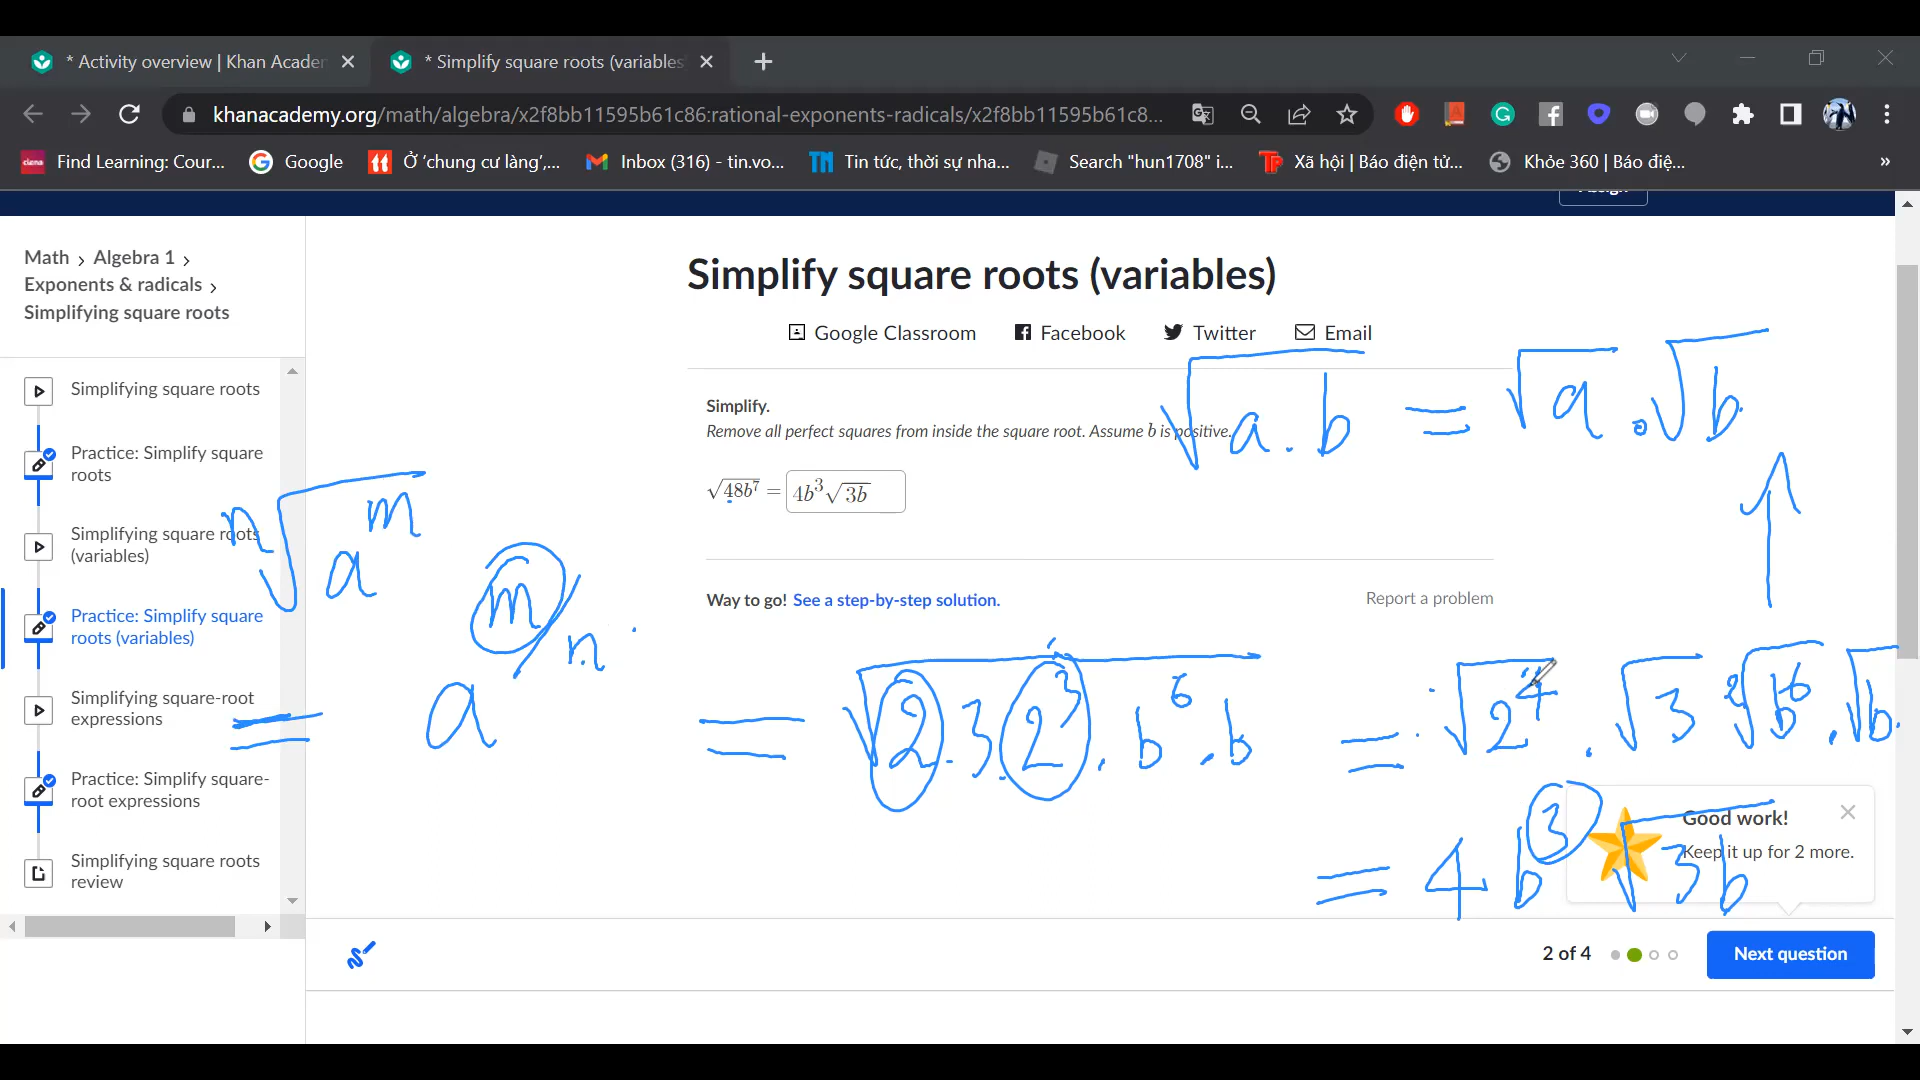 * Activity overview | Khan Acader
* Simplify square roots (variables
khanacademy.org/math/algebra/x2f8bb11595b61c86:rational-exponents-radicals/x2f8bb11595b61c8...
Find Learning: Cour...
Google
Ở 'chung cư làng',...
Inbox (316) - tin.vo...
Tin tức, thời sự nha...
Search "hun1708" i...
Xã hội | Báo điện tử...
Khỏe 360 | Báo điệ...
»
Math > Algebra 1 >
Exponents & radicals >
Simplifying square roots
Simplifying square roots
Practice: Simplify square
roots
Simplifying square roots
(variables)
Practice: Simplify square
roots (variables)
Simplifying square-root
expressions
Practice: Simplify square-
root expressions
Simplifying square roots
review
Simplify square roots (variables)
Google Classroom
Facebook
Twitter
Email
Simplify.
Remove all perfect squares from inside the square root. Assume b is positive.
√48b⁷ = 4b³√3b
√a.b = √a . √b
ⁿ√aᵐ
= a m/n
Way to go! See a step-by-step solution.
Report a problem
= √2.3.2³.b⁶.b = √2⁴ . √3 ²√b⁶ . √b
= 4 b³ √3b
Good work!
Keep it up for 2 more.
2 of 4
Next question